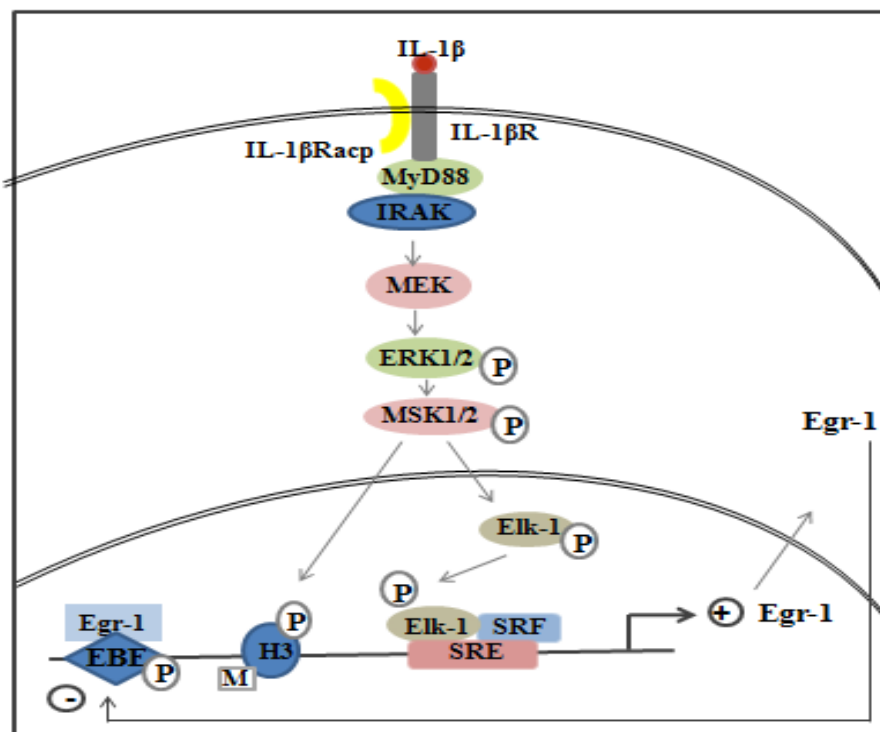 IL-1β
IL-1βR
IL-1βRacp
MyD88
IRAK
MEK
ERK1/2 P
MSK1/2 P
Egr-1
Elk-1 P
P
Egr-1 P Elk-1 SRF + Egr-1
EBE P H3 SRE
M
-